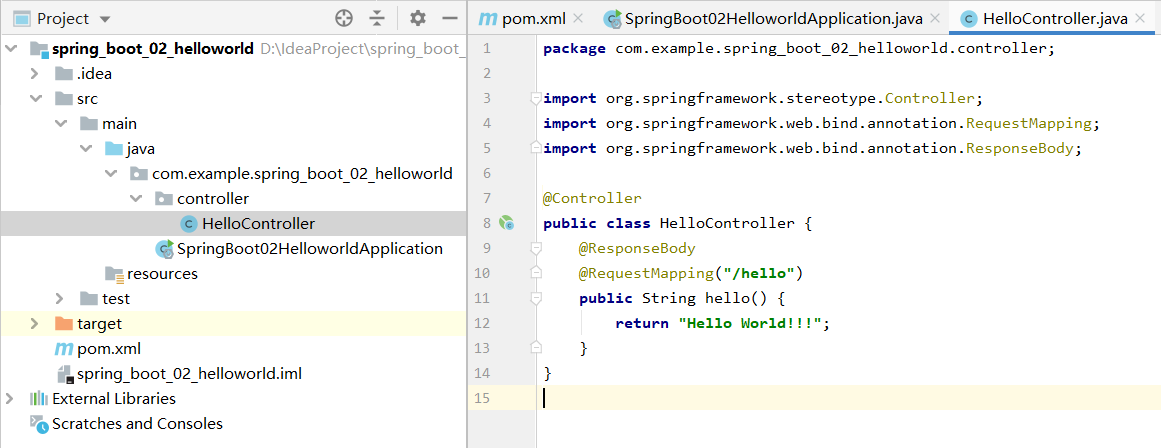 Project
spring_boot_02_helloworld D:\IdeaProject\spring_boot_
.idea
src
main
java
com.example.spring_boot_02_helloworld
controller
HelloController
SpringBoot02HelloworldApplication
resources
test
target
pom.xml
spring_boot_02_helloworld.iml
External Libraries
Scratches and Consoles
pom.xml SpringBoot02HelloworldApplication.java HelloController.java
1 package com.example.spring_boot_02_helloworld.controller;
2
3 import org.springframework.stereotype.Controller;
4 import org.springframework.web.bind.annotation.RequestMapping;
5 import org.springframework.web.bind.annotation.ResponseBody;
6
7 @Controller
8 public class HelloController {
9 @ResponseBody
10 @RequestMapping("/hello")
11 public String hello() {
12 return "Hello World!!!";
13 }
14 }
15